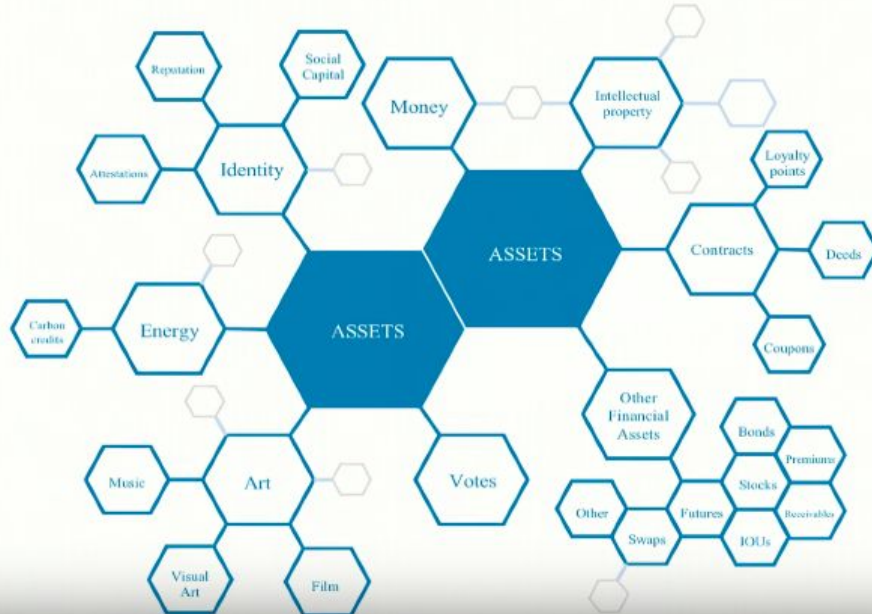 Social
Capital
Reputation
Money
Intellectual
property
Identity
Attestations
Loyalty
points
ASSETS
Contracts
Deeds
Energy
Carbon
credits
ASSETS
Coupons
Other
Financial
Assets
Bonds
Premiums
Music
Art
Votes
Stocks
Other
Futures
Receivables
Swaps
IOUs
Visual
Art
Film